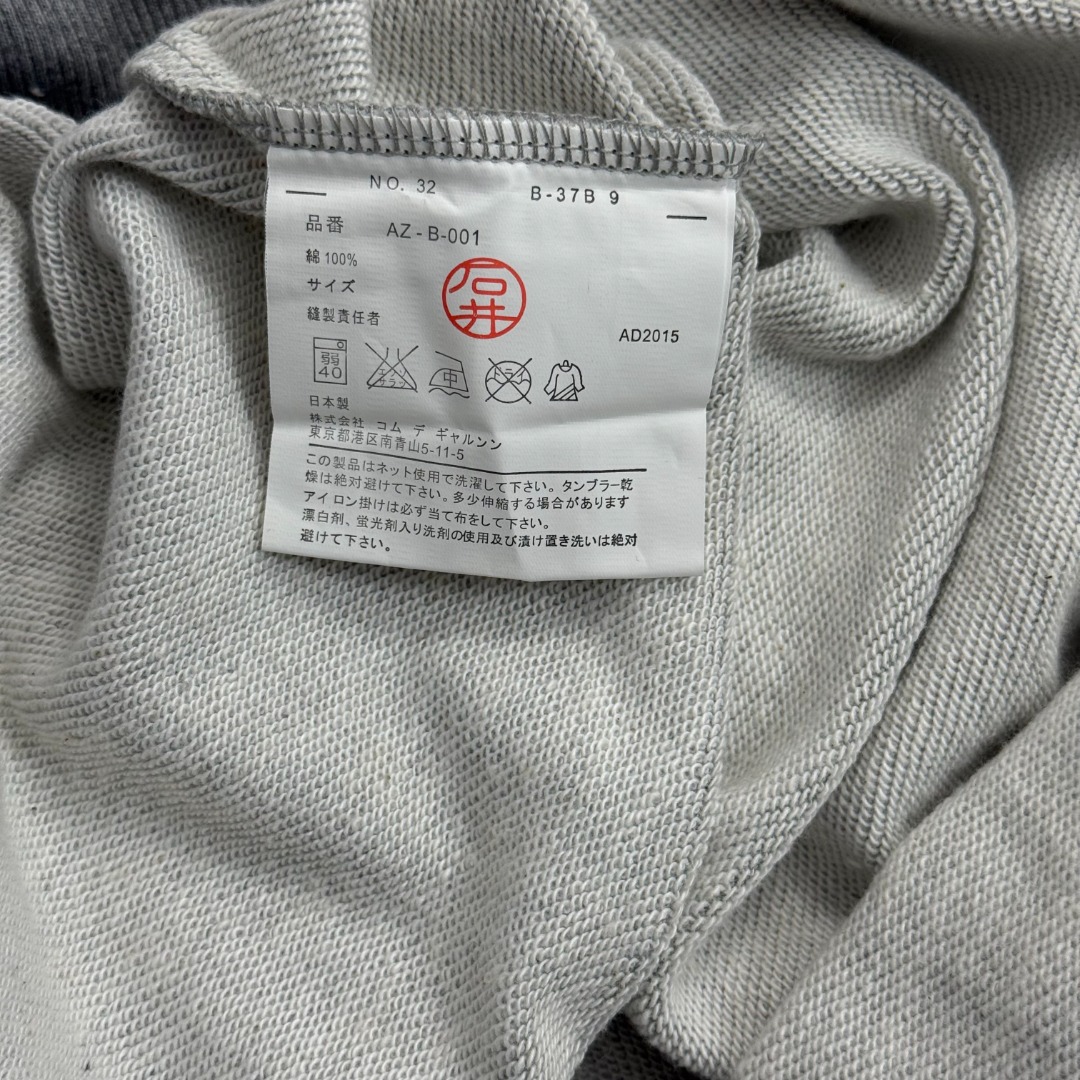 NO. 32 B-37B 9
品番 AZ-B-001
綿 100%
サイズ
縫製責任者
石井
AD2015
弱 40
エンソ サラシ
中
ドライ
日本製
株式会社 コム デ ギャルソン
東京都港区南青山5-11-5
この製品はネット使用で洗濯して下さい。タンブラー乾
燥は絶対避けて下さい。多少伸縮する場合があります
アイロン掛けは必ず当て布をして下さい。
漂白剤、蛍光剤入り洗剤の使用及び漬け置き洗いは絶対
避けて下さい。